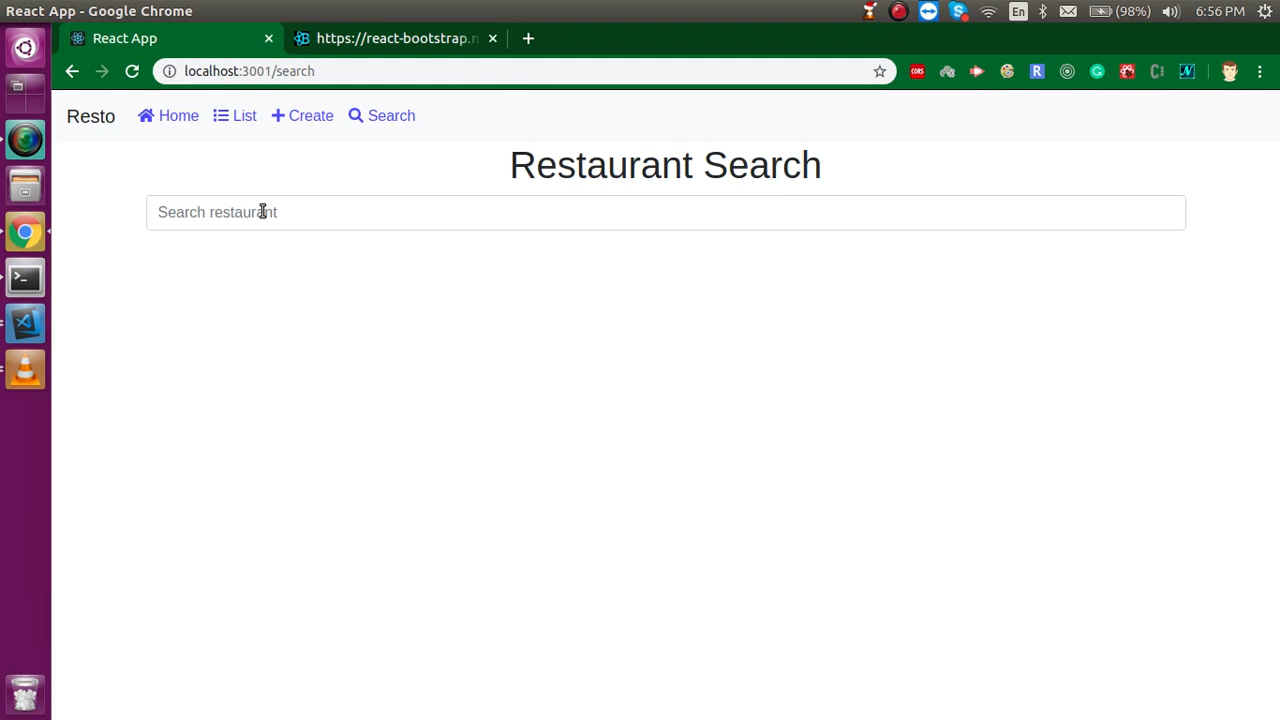 React App - Google Chrome
En
(98%)
6:56 PM
React App
https://react-bootstrap.n
localhost:3001/search
CORS
R
N
Resto
Home
List
Create
Search
Restaurant Search
Search restaurant